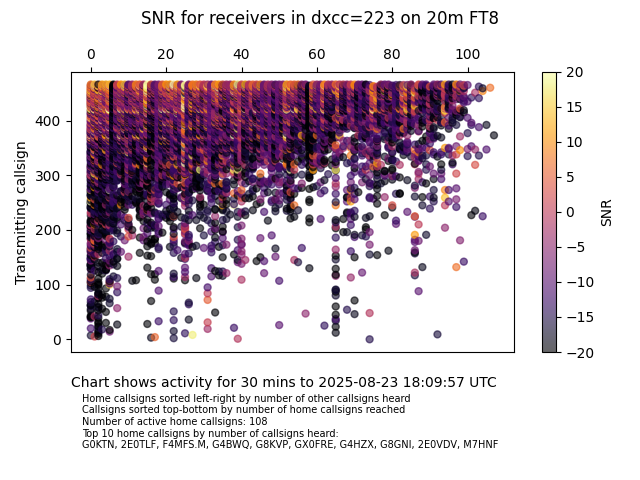 SNR for receivers in dxcc=223 on 20m FT8
0 20 40 60 80 100
400
300
200
100
0
Transmitting callsign
20
15
10
5
0
−5
−10
−15
−20
SNR
Chart shows activity for 30 mins to 2025-08-23 18:09:57 UTC
Home callsigns sorted left-right by number of other callsigns heard
Callsigns sorted top-bottom by number of home callsigns reached
Number of active home callsigns: 108
Top 10 home callsigns by number of callsigns heard:
G0KTN, 2E0TLF, F4MFS.M, G4BWQ, G8KVP, GX0FRE, G4HZX, G8GNI, 2E0VDV, M7HNF